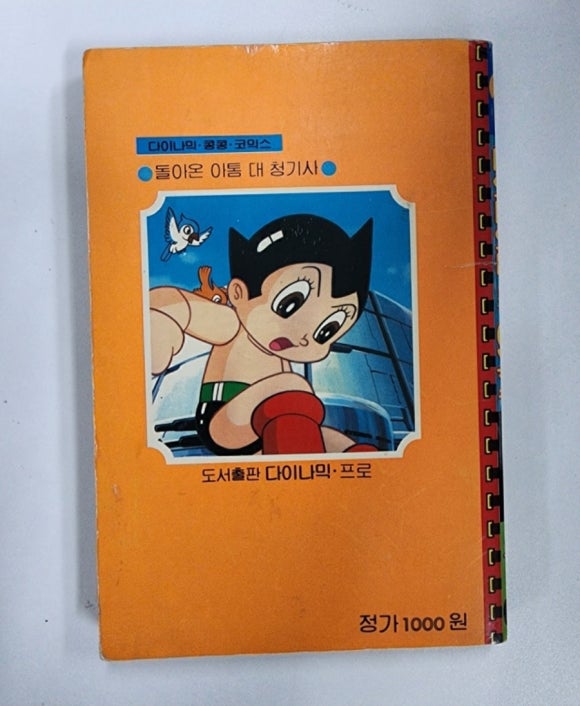 다이나믹·콩콩·코믹스
●돌아온 아톰 대 청기사●
도서출판 다이나믹·프로
정가 1000 원